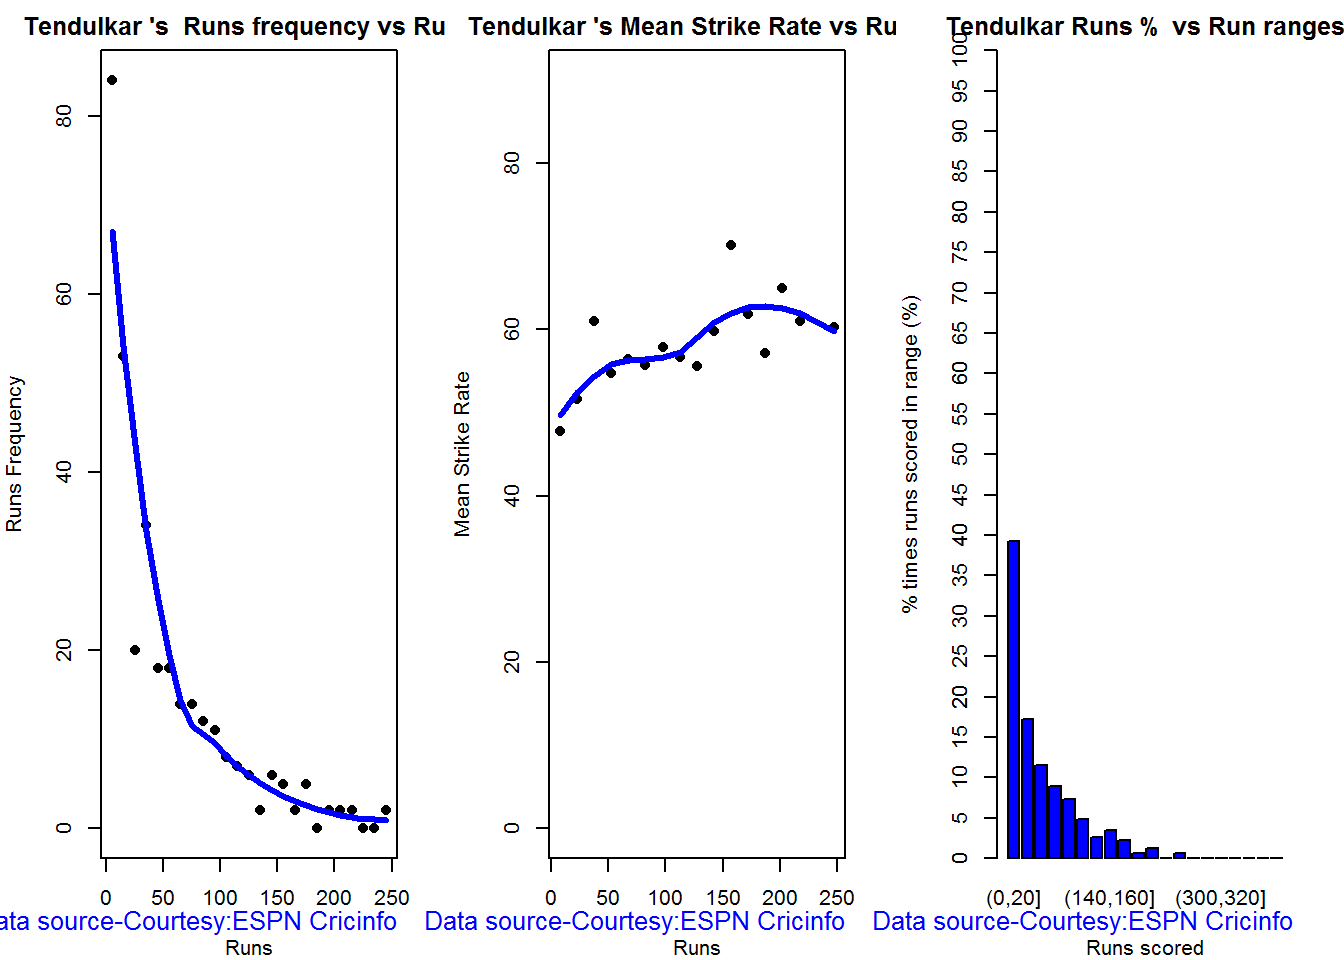 Tendulkar 's  Runs frequency vs Ru
80
60
40
20
0
Runs Frequency
0 50 100 150 200 250
ata source-Courtesy:ESPN Cricinfo
Runs
Tendulkar 's Mean Strike Rate vs Ru
80
60
40
20
0
Mean Strike Rate
0 50 100 150 200 250
Data source-Courtesy:ESPN Cricinfo
Runs
Tendulkar Runs %  vs Run ranges
100
95
90
85
80
75
70
65
60
55
50
45
40
35
30
25
20
15
10
5
0
% times runs scored in range (%)
(0,20] (140,160] (300,320]
Data source-Courtesy:ESPN Cricinfo
Runs scored